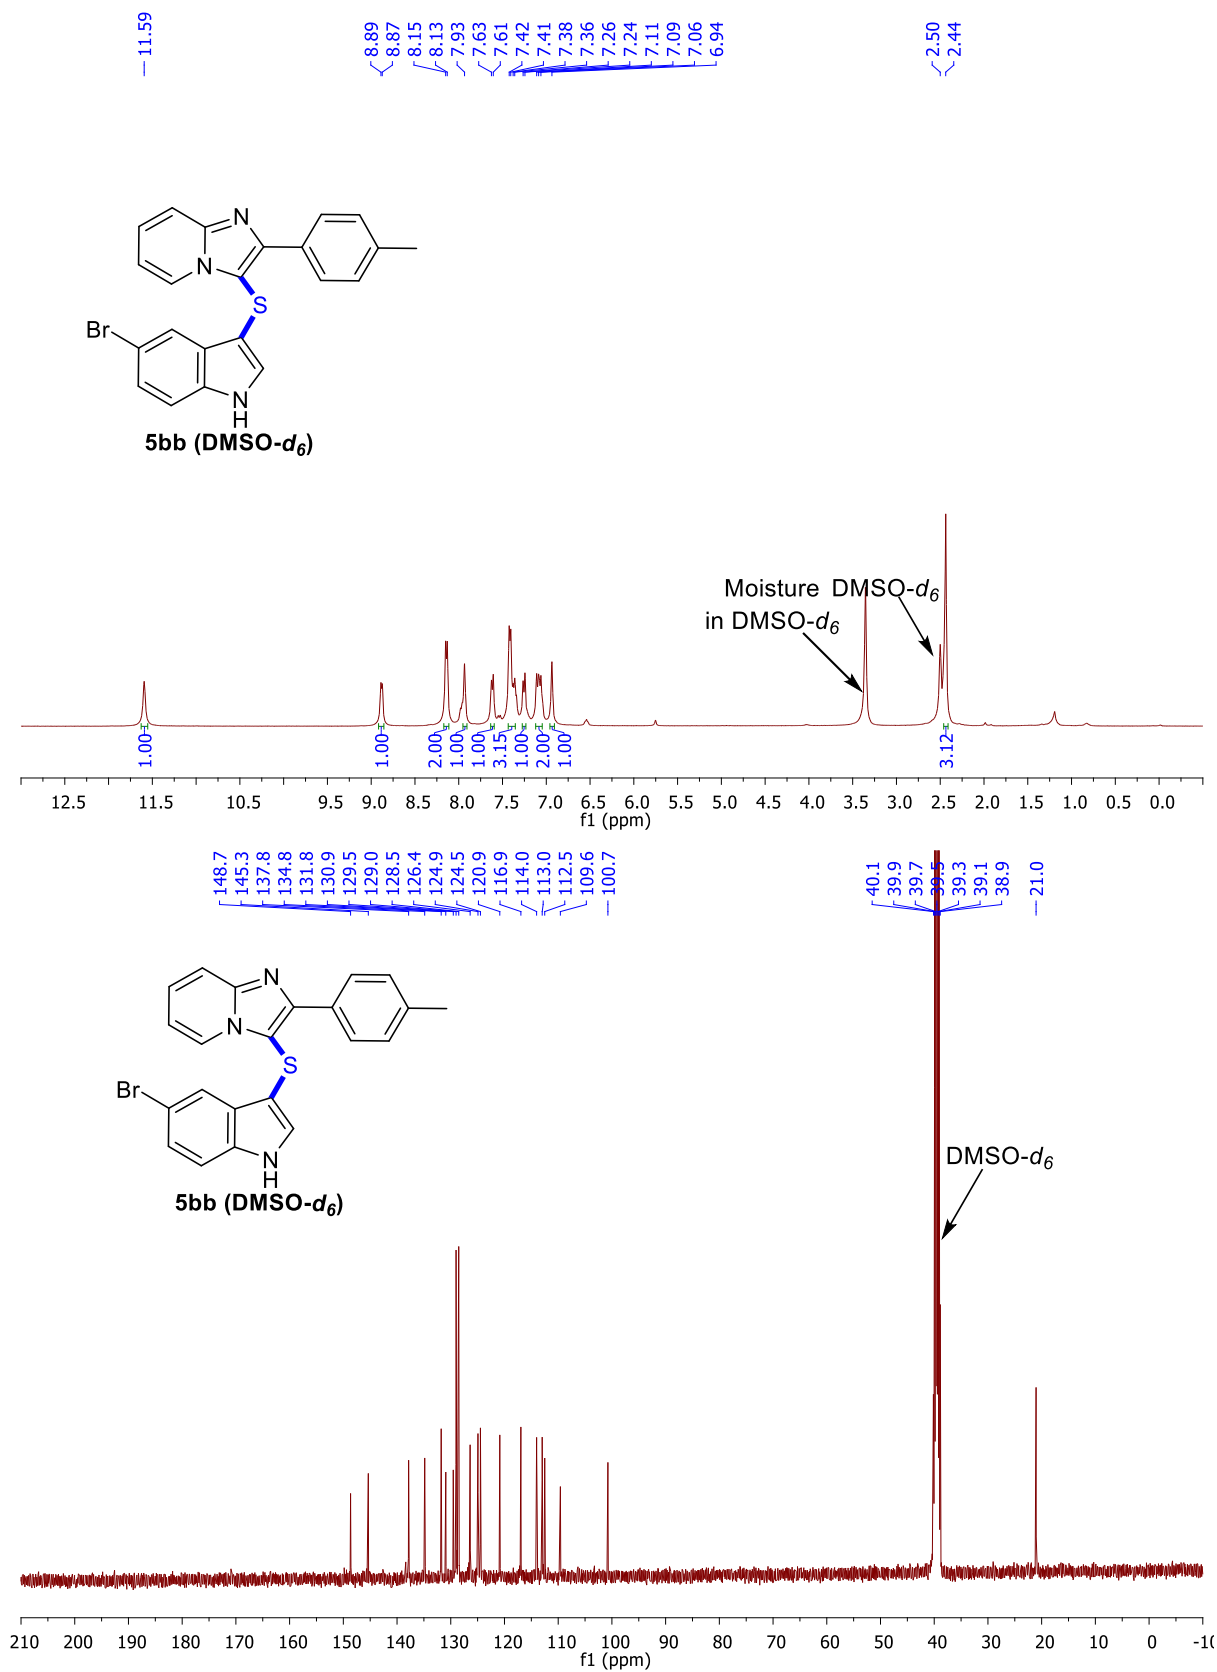 11.59
8.89
8.87
8.15
8.13
7.93
7.63
7.61
7.42
7.41
7.38
7.36
7.26
7.24
7.11
7.09
7.06
6.94
2.50
2.44
N
N
S
Br
N
H
5bb (DMSO-d6)
Moisture DMSO-d6
in DMSO-d6
1.00
1.00
2.00
1.00
1.00
3.15
1.00
2.00
1.00
3.12
12.5 11.5 10.5 9.5 9.0 8.5 8.0 7.5 7.0 6.5 6.0 5.5 5.0 4.5 4.0 3.5 3.0 2.5 2.0 1.5 1.0 0.5 0.0
f1 (ppm)
148.7
145.3
137.8
134.8
131.8
130.9
129.5
129.0
128.5
126.4
124.9
124.5
120.9
116.9
114.0
113.0
112.5
109.6
100.7
40.1
39.9
39.7
39.5
39.3
39.1
38.9
21.0
N
N
S
Br
N
H
5bb (DMSO-d6)
DMSO-d6
210 200 190 180 170 160 150 140 130 120 110 100 90 80 70 60 50 40 30 20 10 0 -10
f1 (ppm)